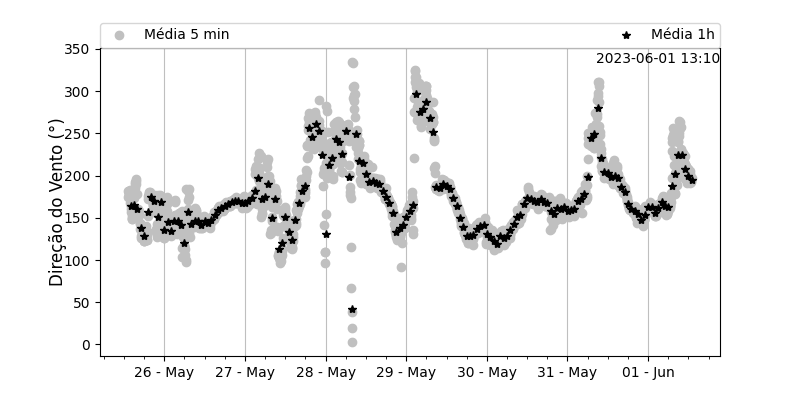 Média 5 min
Média 1h
2023-06-01 13:10
Direção do Vento (°)
350
300
250
200
150
100
50
0
26 - May
27 - May
28 - May
29 - May
30 - May
31 - May
01 - Jun